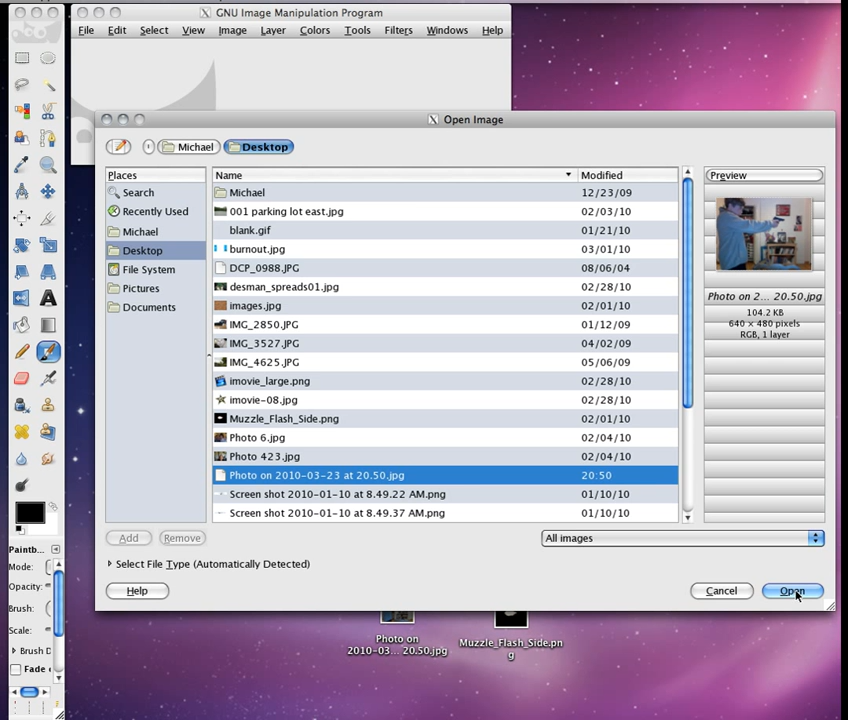 GNU Image Manipulation Program
File Edit Select View Image Layer Colors Tools Filters Windows Help
Open Image
Michael Desktop
Places
Search
Recently Used
Michael
Desktop
File System
Pictures
Documents
Name Modified
Michael 12/23/09
001 parking lot east.jpg 02/03/10
blank.gif 01/21/10
burnout.jpg 03/01/10
DCP_0988.JPG 08/06/04
desman_spreads01.jpg 02/28/10
images.jpg 02/01/10
IMG_2850.JPG 01/12/09
IMG_3527.JPG 04/02/09
IMG_4625.JPG 05/06/09
imovie_large.png 02/28/10
imovie-08.jpg 02/28/10
Muzzle_Flash_Side.png 02/01/10
Photo 6.jpg 02/04/10
Photo 423.jpg 02/04/10
Photo on 2010-03-23 at 20.50.jpg 20:50
Screen shot 2010-01-10 at 8.49.22 AM.png 01/10/10
Screen shot 2010-01-10 at 8.49.37 AM.png 01/10/10
Preview
Photo on 2... 20.50.jpg
104.2 KB
640 × 480 pixels
RGB, 1 layer
Add Remove
All images
Select File Type (Automatically Detected)
Help Cancel Open
Paintb...
Mode:
Opacity:
Brush:
Scale:
Brush D
Fade
Photo on
2010-03... 20.50.jpg
Muzzle_Flash_Side.pn
g